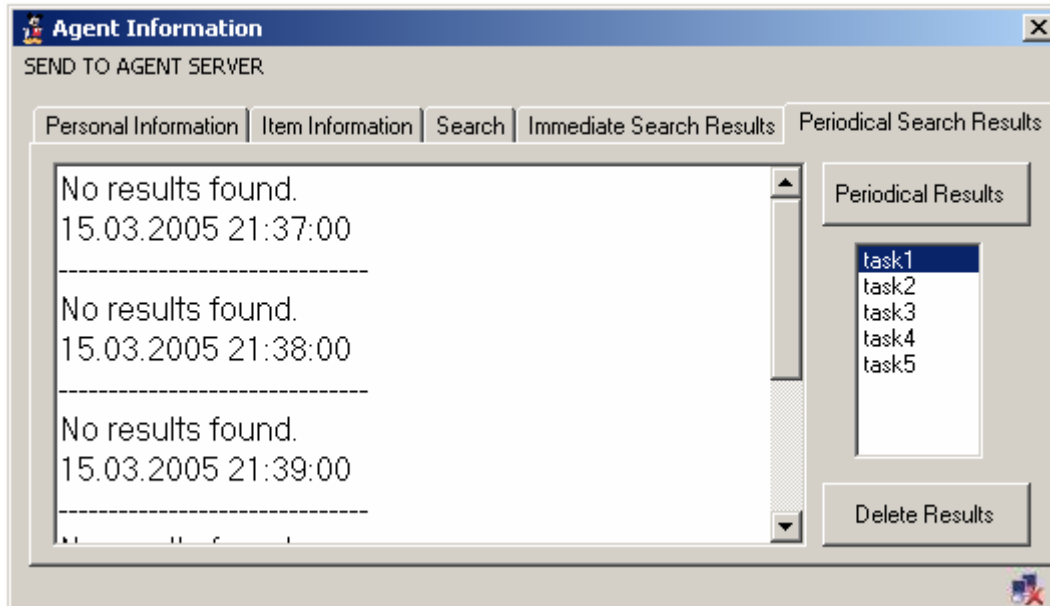 Agent Information
SEND TO AGENT SERVER
Personal Information
Item Information
Search
Immediate Search Results
Periodical Search Results
No results found.
15.03.2005 21:37:00
------------------------------
No results found.
15.03.2005 21:38:00
------------------------------
No results found.
15.03.2005 21:39:00
------------------------------
Periodical Results
task1
task2
task3
task4
task5
Delete Results